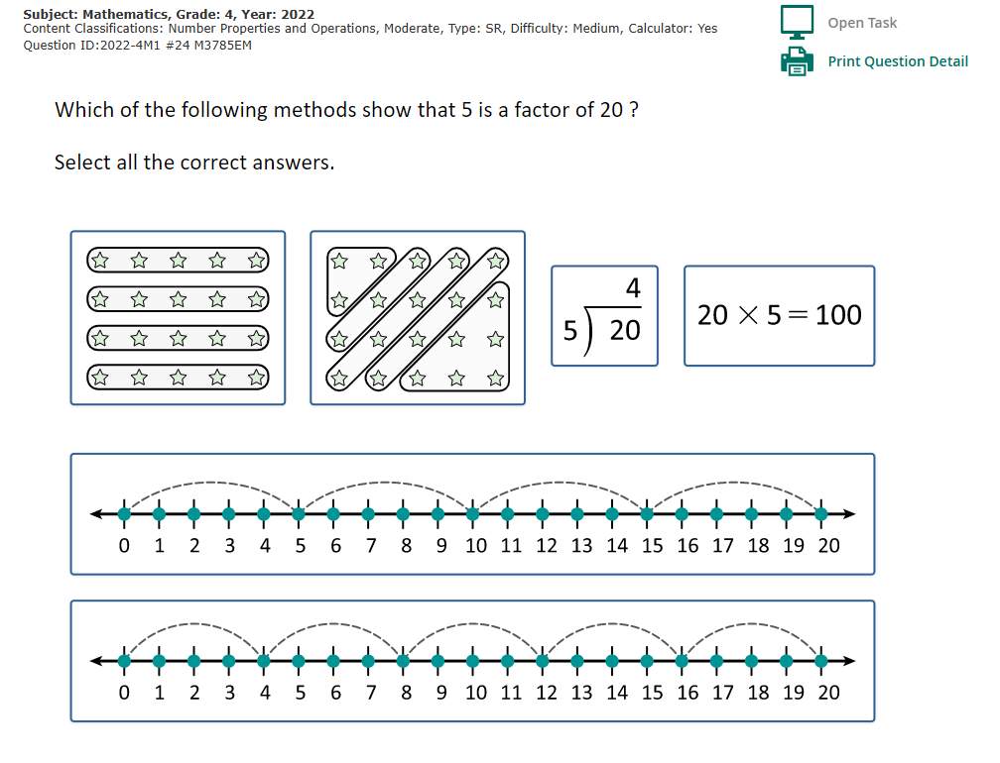 Subject: Mathematics, Grade: 4, Year: 2022
Content Classifications: Number Properties and Operations, Moderate, Type: SR, Difficulty: Medium, Calculator: Yes
Question ID:2022-4M1 #24 M3785EM
Open Task
Print Question Detail
Which of the following methods show that 5 is a factor of 20 ?
Select all the correct answers.
4
5) 20
20 × 5 = 100
0 1 2 3 4 5 6 7 8 9 10 11 12 13 14 15 16 17 18 19 20
0 1 2 3 4 5 6 7 8 9 10 11 12 13 14 15 16 17 18 19 20